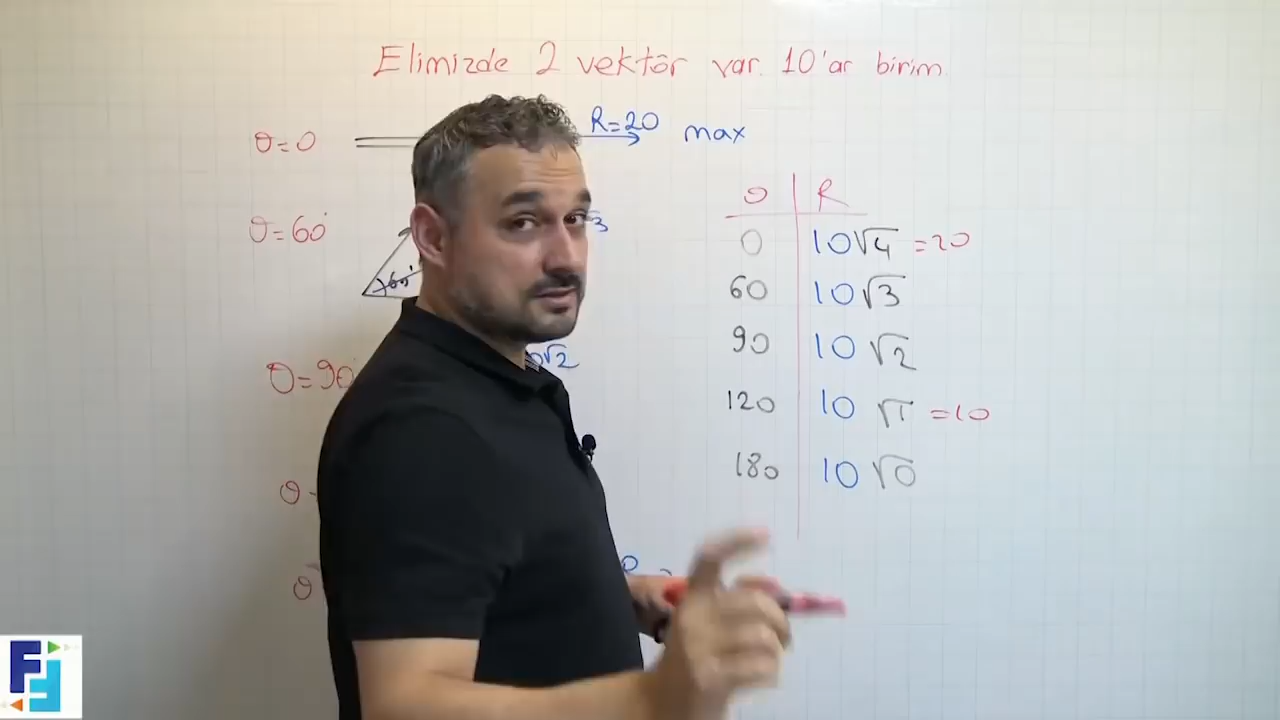 Elimizde 2 vektör var. 10'ar birim
θ=0 R=20 max
θ=60°
60°
θ=90
θ R
0 10√4 =20
60 10√3
90 10√2
120 10√1 =10
180 10√0